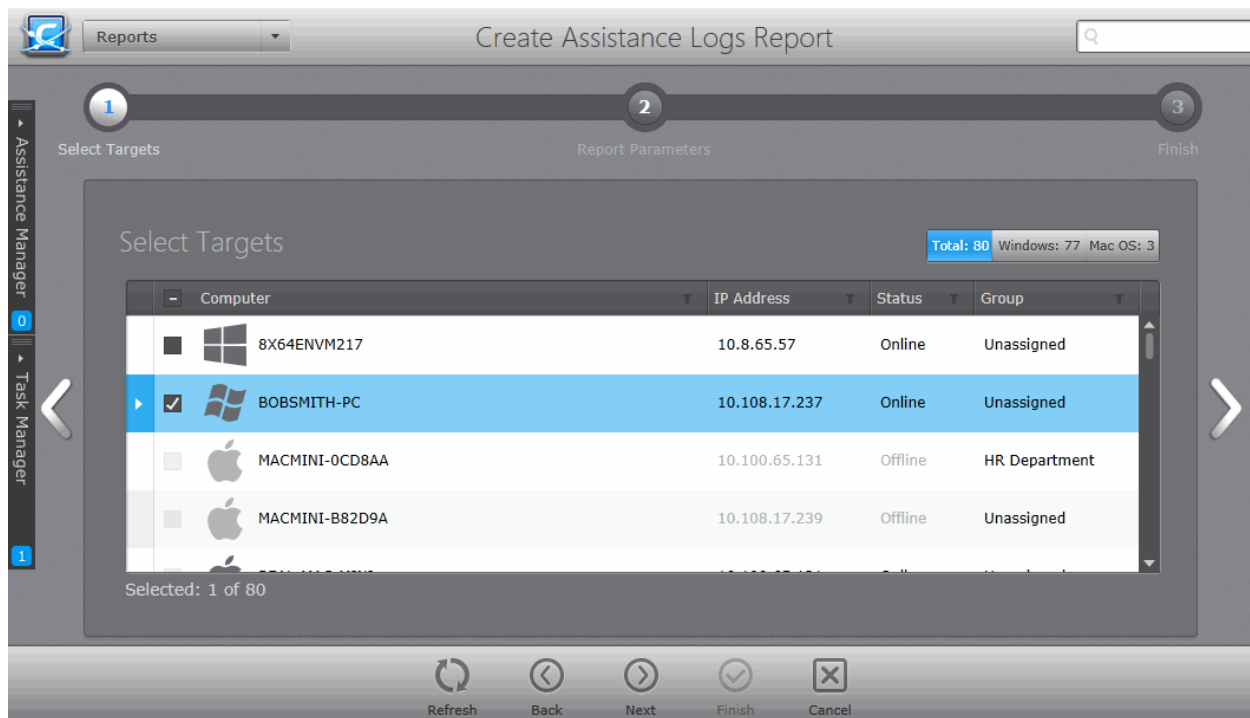 Reports
Create Assistance Logs Report
1
2
3
Select Targets
Report Parameters
Finish
Assistance Manager
0
Task Manager
1
Select Targets
Total: 80 Windows: 77 Mac OS: 3
Computer IP Address Status Group
8X64ENVM217 10.8.65.57 Online Unassigned
BOBSMITH-PC 10.108.17.237 Online Unassigned
MACMINI-0CD8AA 10.100.65.131 Offline HR Department
MACMINI-B82D9A 10.108.17.239 Offline Unassigned
Selected: 1 of 80
Refresh Back Next Finish Cancel